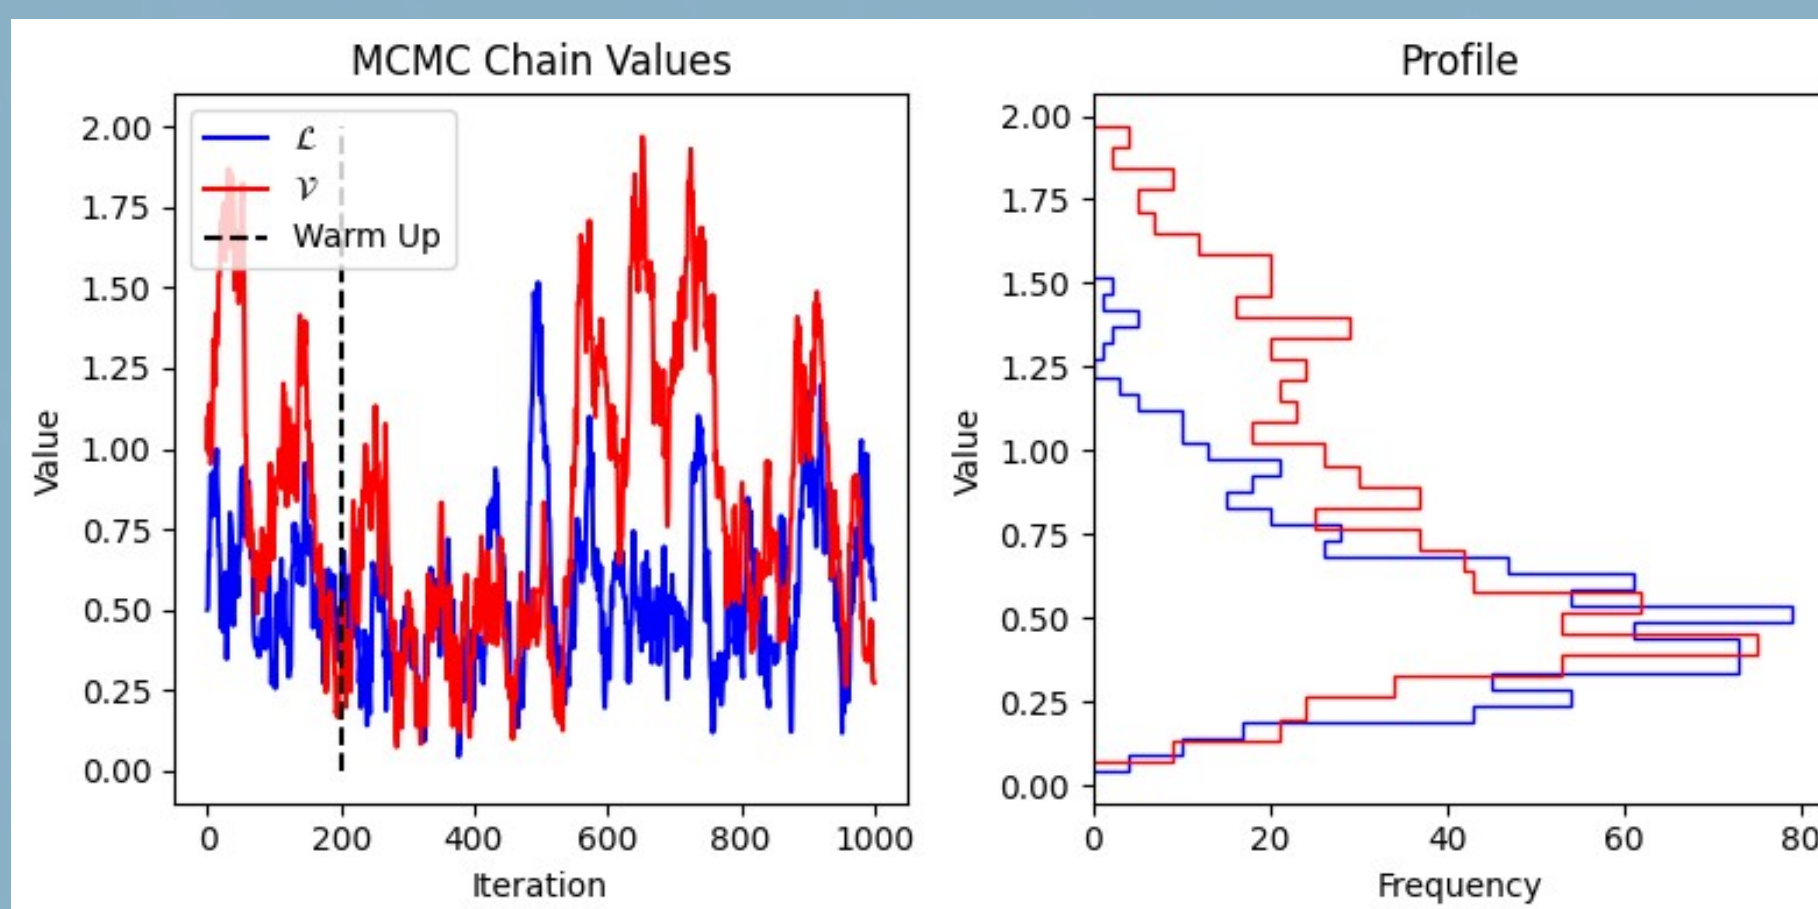 MCMC Chain Values
ℒ
𝒱
Warm Up
2.00
1.75
1.50
1.25
1.00
0.75
0.50
0.25
0.00
Value
0 200 400 600 800 1000
Iteration
Profile
2.00
1.75
1.50
1.25
1.00
0.75
0.50
0.25
0.00
Value
0 20 40 60 80
Frequency